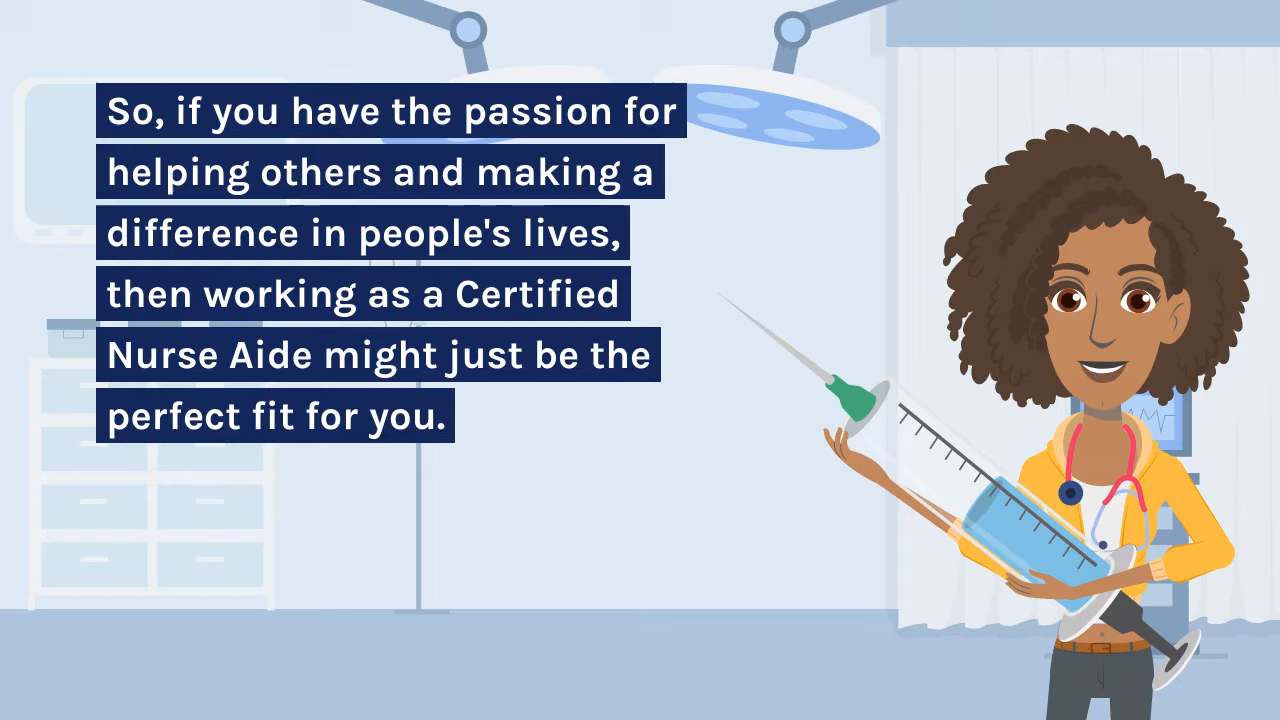 So, if you have the passion for
helping others and making a
difference in people's lives,
then working as a Certified
Nurse Aide might just be the
perfect fit for you.